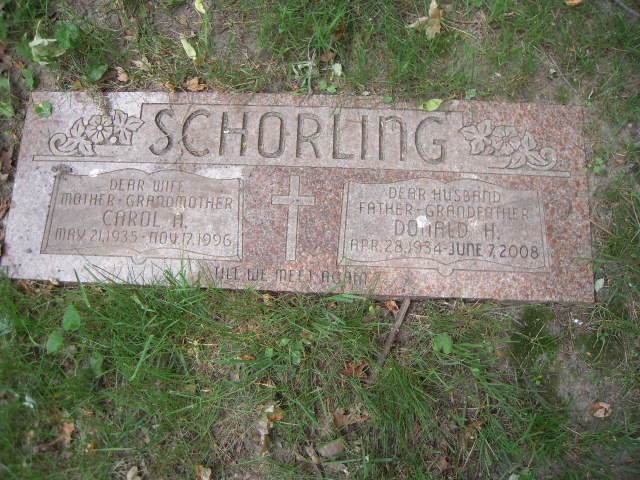 SCHORLING
DEAR WIFE
MOTHER - GRANDMOTHER
CAROL A.
MAY 21, 1935 - NOV. 17, 1996
DEAR HUSBAND
FATHER - GRANDFATHER
DONALD H.
APR. 28, 1934 - JUNE 7, 2008
TILL WE MEET AGAIN